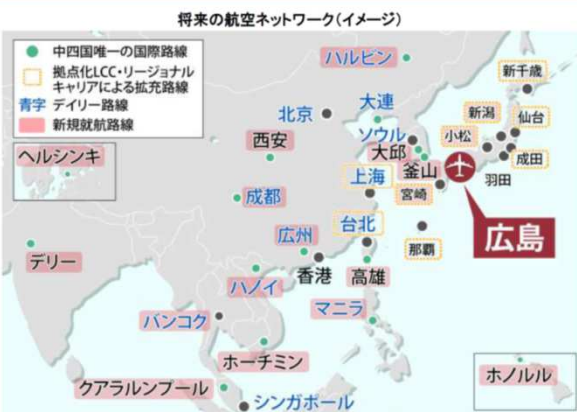 将来の航空ネットワーク(イメージ)
中四国唯一の国際路線
拠点化LCC・リージョナル
キャリアによる拡充路線
青字 デイリー路線
新規就航路線
ヘルシンキ
ハルビン
新千歳
北京
大連
新潟
仙台
西安
ソウル
小松
大邱
成田
釜山
羽田
上海
宮崎
成都
広島
広州
台北
那覇
デリー
香港
高雄
ハノイ
マニラ
バンコク
ホーチミン
ホノルル
クアラルンプール
シンガポール